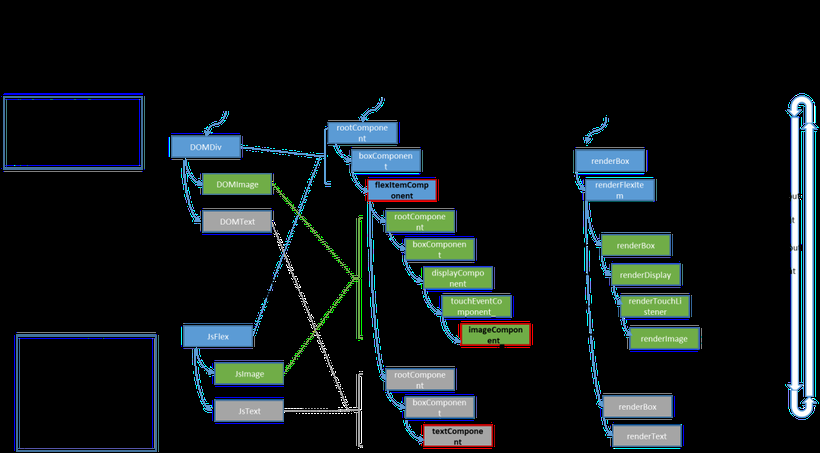 DOMDiv
DOMImage
DOMText
JsFlex
JsImage
JsText
rootCompone
nt
boxComponen
t
flexItemComp
onent
rootCompone
nt
boxComponen
t
displayCompo
nent
touchEventCo
mponent_
imageCompon
ent
rootCompone
nt
boxComponen
t
textCompone
nt
renderBox
renderFlexIte
m
renderBox
renderDisplay
renderTouchLi
stener
renderImage
renderBox
renderText